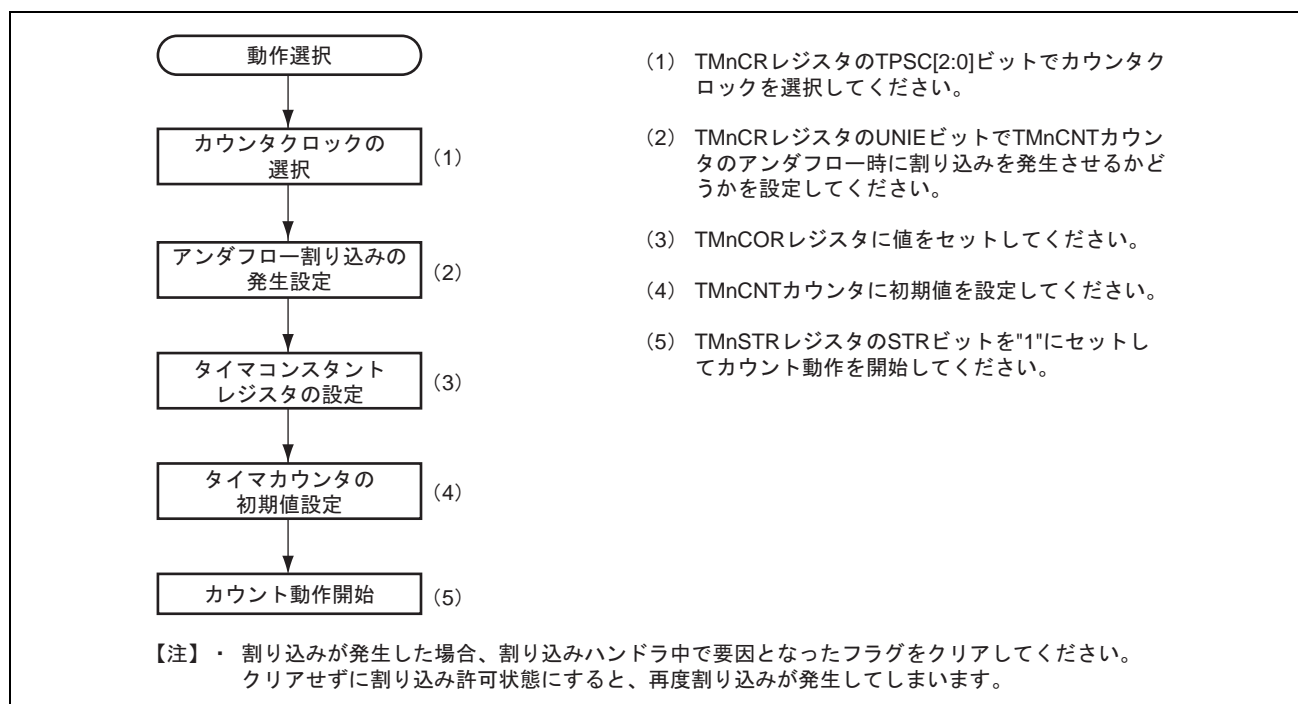 動作選択
カウンタクロックの
選択
(1)
アンダフロー割り込みの
発生設定
(2)
タイマコンスタント
レジスタの設定
(3)
タイマカウンタの
初期値設定
(4)
カウント動作開始
(5)
(1) TMnCRレジスタのTPSC[2:0]ビットでカウンタク
ロックを選択してください。
(2) TMnCRレジスタのUNIEビットでTMnCNTカウン
タのアンダフロー時に割り込みを発生させるかど
うかを設定してください。
(3) TMnCORレジスタに値をセットしてください。
(4) TMnCNTカウンタに初期値を設定してください。
(5) TMnSTRレジスタのSTRビットを"1"にセットし
てカウント動作を開始してください。
【注】・ 割り込みが発生した場合、割り込みハンドラ中で要因となったフラグをクリアしてください。
クリアせずに割り込み許可状態にすると、再度割り込みが発生してしまいます。